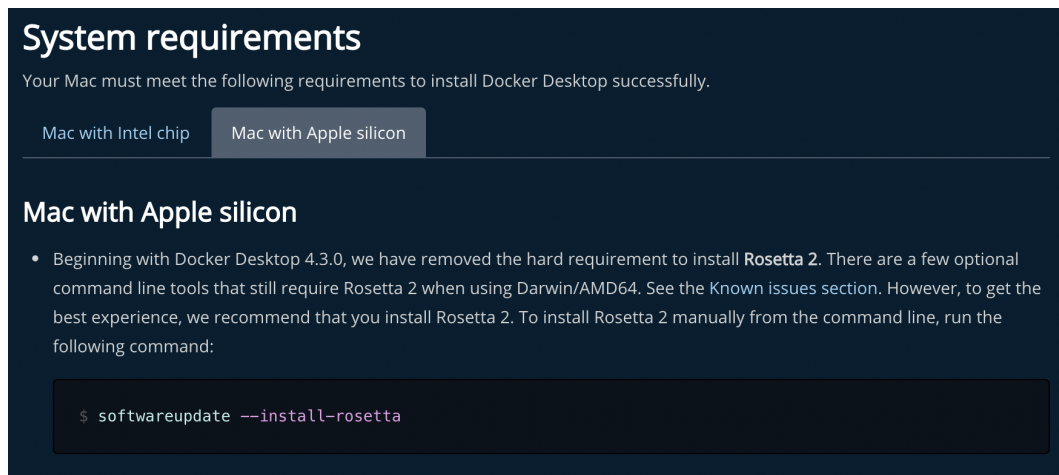 System requirements
Your Mac must meet the following requirements to install Docker Desktop successfully.
Mac with Intel chip
Mac with Apple silicon
Mac with Apple silicon
• Beginning with Docker Desktop 4.3.0, we have removed the hard requirement to install Rosetta 2. There are a few optional
command line tools that still require Rosetta 2 when using Darwin/AMD64. See the Known issues section. However, to get the
best experience, we recommend that you install Rosetta 2. To install Rosetta 2 manually from the command line, run the
following command:
$ softwareupdate --install-rosetta